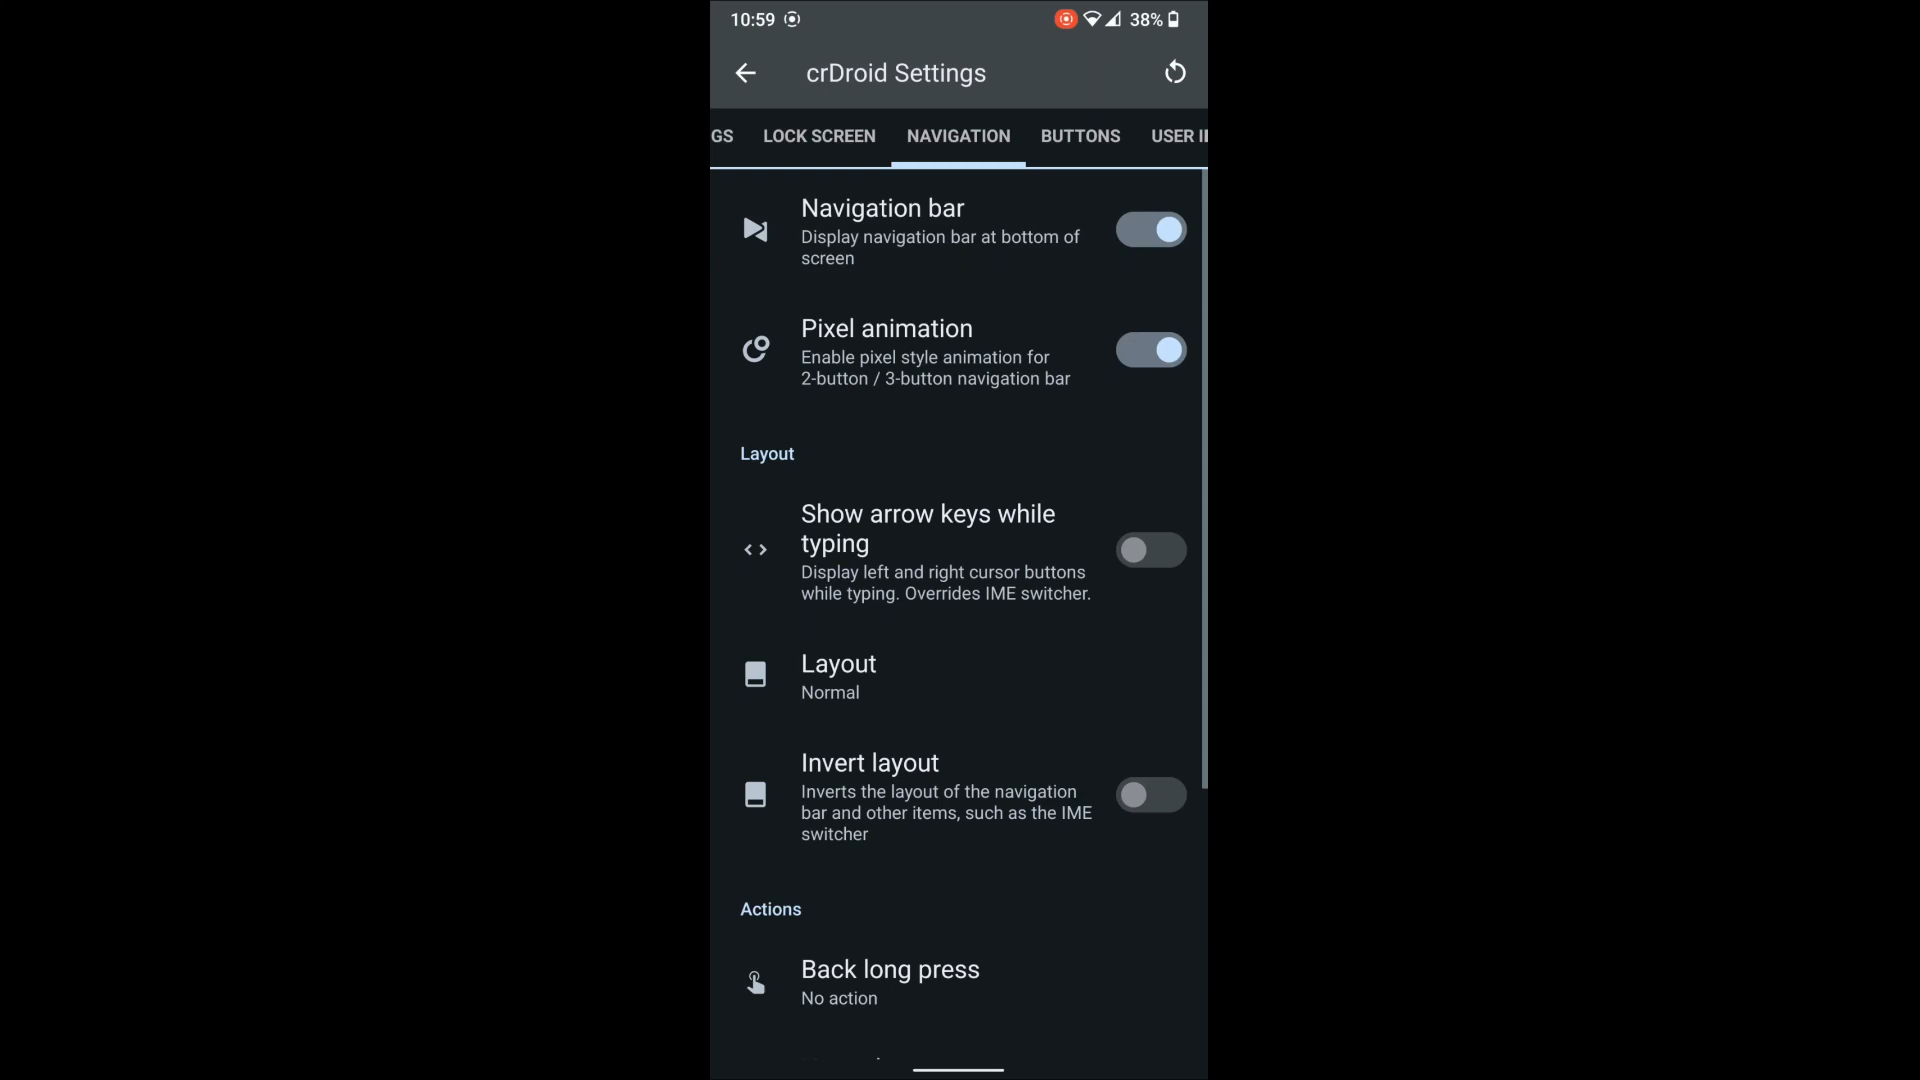 10:59
38%
crDroid Settings
GS LOCK SCREEN NAVIGATION BUTTONS USER I
Navigation bar
Display navigation bar at bottom of
screen
Pixel animation
Enable pixel style animation for
2-button / 3-button navigation bar
Layout
Show arrow keys while
typing
Display left and right cursor buttons
while typing. Overrides IME switcher.
Layout
Normal
Invert layout
Inverts the layout of the navigation
bar and other items, such as the IME
switcher
Actions
Back long press
No action